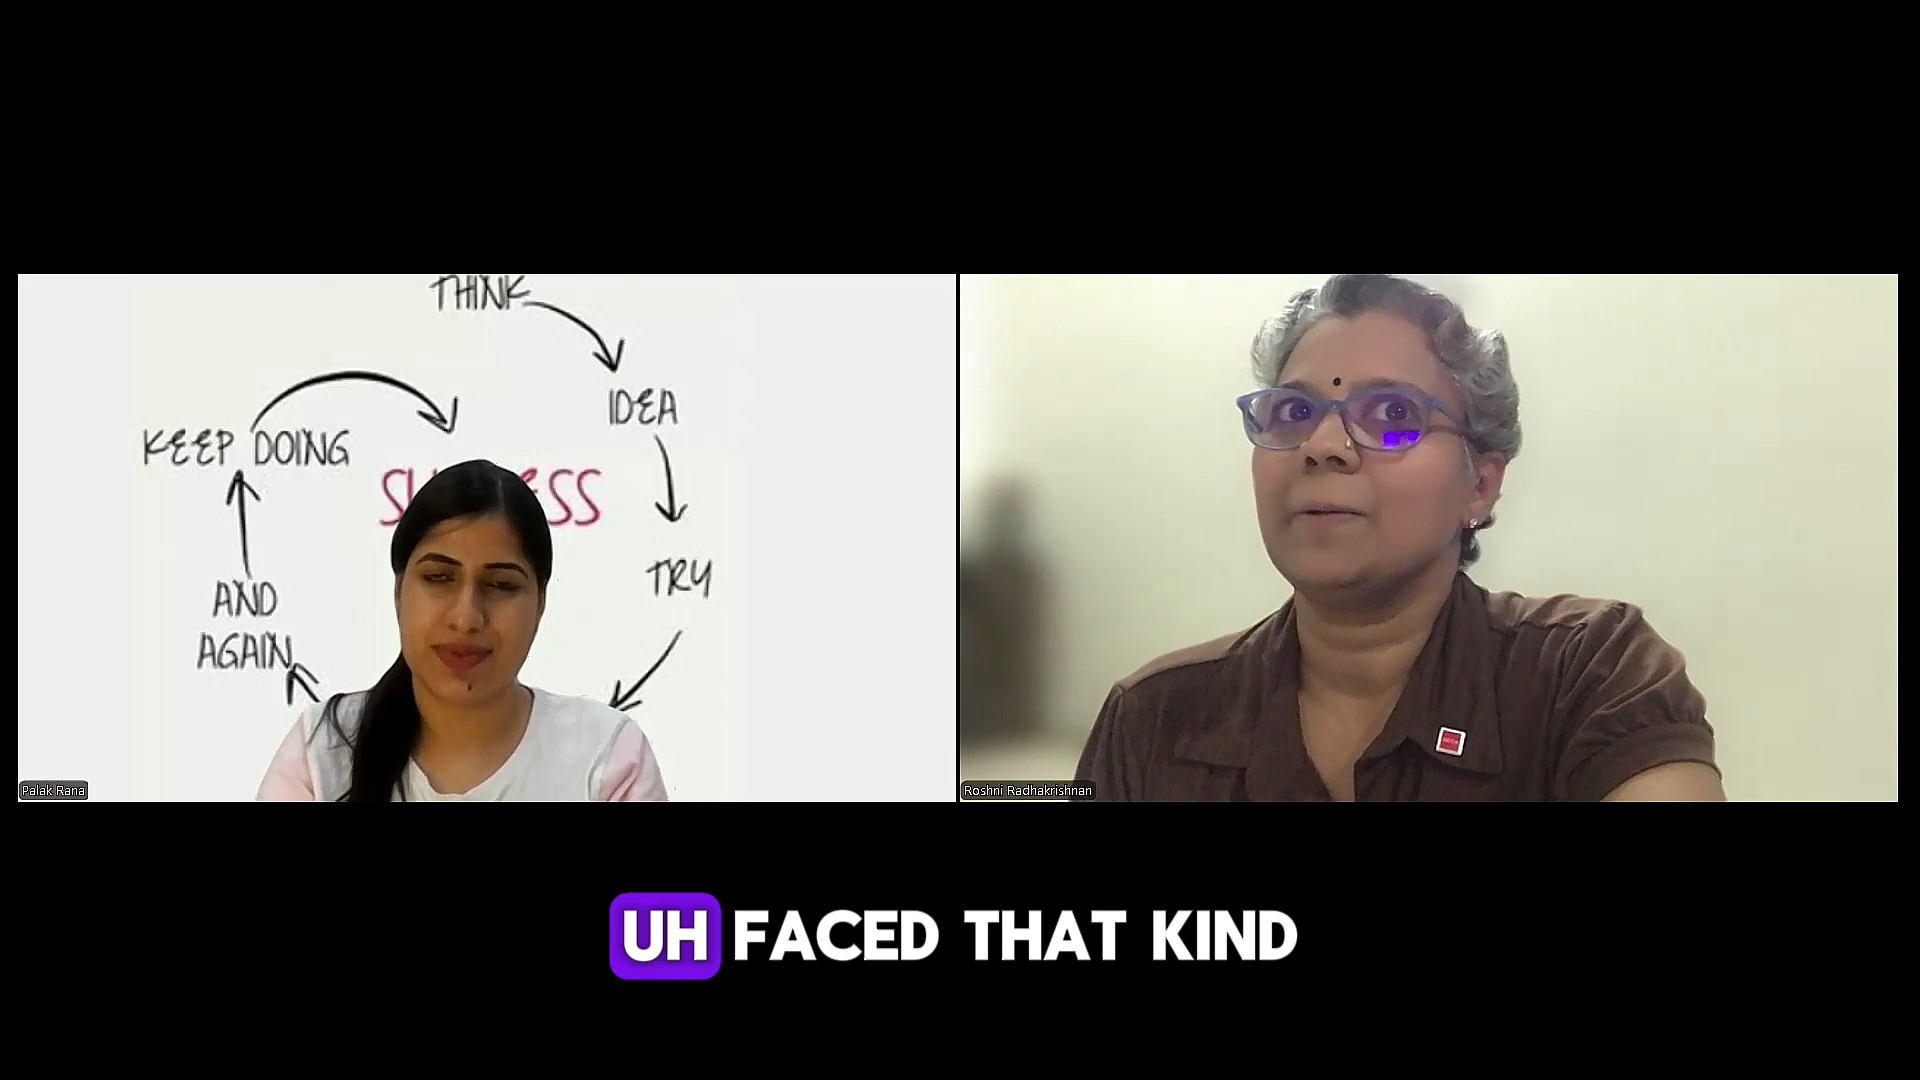 THINK
IDEA
KEEP DOING
TRY
AND
AGAIN
Palak Rana
Roshni Radhakrishnan
UH FACED THAT KIND